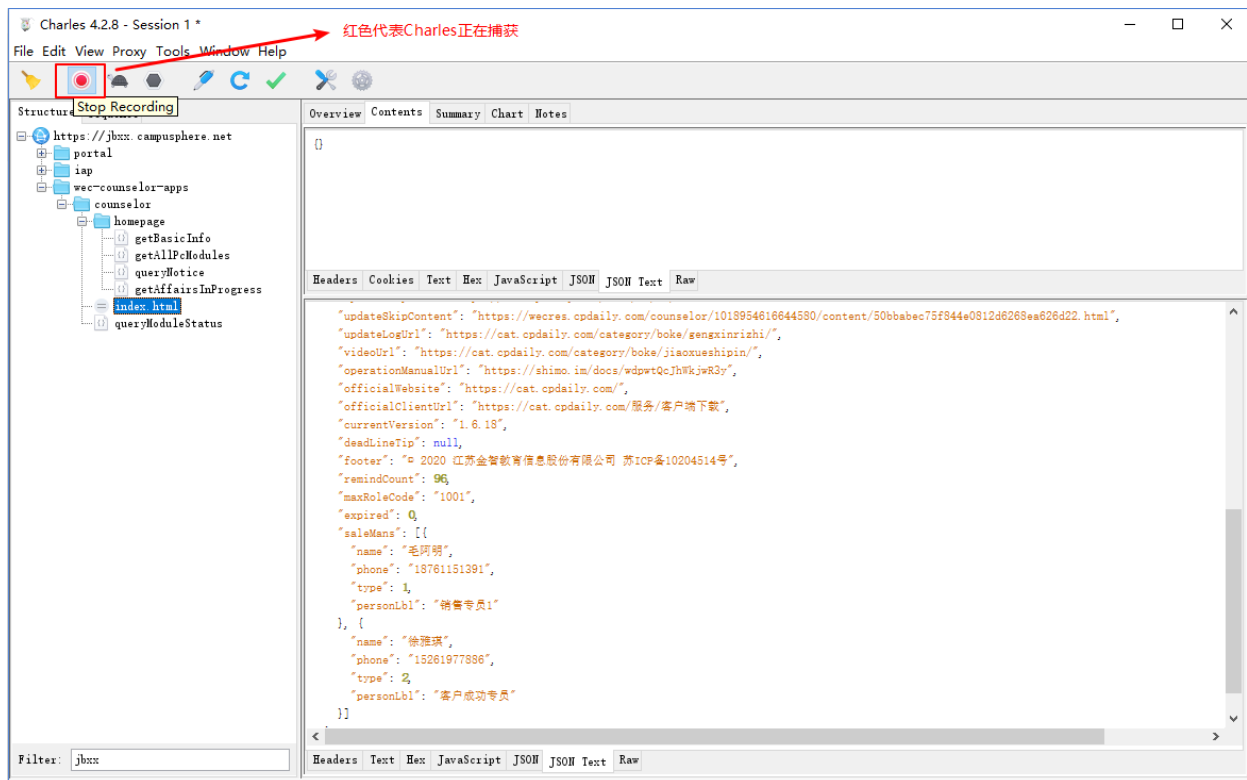 Charles 4.2.8 - Session 1 *
红色代表Charles正在捕获
File Edit View Proxy Tools Window Help
Stop Recording
Structure
Overview Contents Summary Chart Notes
https://jbxx.campusphere.net
portal
iap
wec-counselor-apps
counselor
homepage
getBasicInfo
getAllPcModules
queryNotice
getAffairsInProgress
index.html
queryModuleStatus
{}
Headers Cookies Text Hex JavaScript JSON JSON Text Raw
"updateSkipContent": "https://wecres.cpdaily.com/counselor/1018954616644580/content/50bbabec75f844e0812d6268ea626d22.html",
"updateLogUrl": "https://cat.cpdaily.com/category/boke/gengxinrizhi/",
"videoUrl": "https://cat.cpdaily.com/category/boke/jiaoxueshipin/",
"operationManualUrl": "https://shimo.im/docs/wdpwtQcJhWkjwR3y",
"officialWebsite": "https://cat.cpdaily.com/",
"officialClientUrl": "https://cat.cpdaily.com/服务/客户端下载",
"currentVersion": "1.6.18",
"deadLineTip": null,
"footer": "© 2020 江苏金智教育信息股份有限公司 苏ICP备10204514号",
"remindCount": 96,
"maxRoleCode": "1001",
"expired": 0,
"saleMans": [{
"name": "毛阿明",
"phone": "18761151391",
"type": 1,
"personLbl": "销售专员1"
}, {
"name": "徐雅琪",
"phone": "15261977886",
"type": 2,
"personLbl": "客户成功专员"
}]
Filter: jbxx
Headers Text Hex JavaScript JSON JSON Text Raw